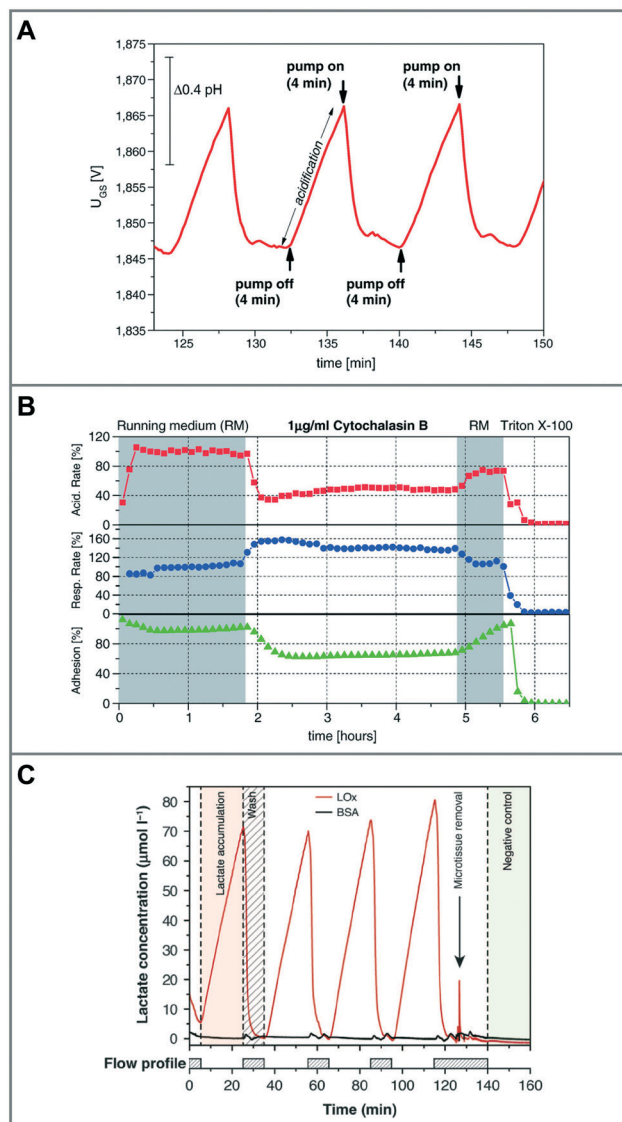 A
1,875
1,870
1,865
1,860
1,855
1,850
1,845
1,840
1,835
U_GS [V]
Δ0.4 pH
pump on
(4 min)
pump on
(4 min)
acidification
pump off
(4 min)
pump off
(4 min)
125 130 135 140 145 150
time [min]
B
Running medium (RM) 1µg/ml Cytochalasin B RM Triton X-100
Acid. Rate [%]
120
80
40
0
Resp. Rate [%]
160
120
80
40
0
Adhesion [%]
80
40
0
0 1 2 3 4 5 6
time [hours]
C
Lactate concentration (µmol l⁻¹)
80
70
60
50
40
30
20
10
0
Lactate accumulation
Wash
LOx
BSA
Microtissue removal
Negative control
Flow profile
0 20 40 60 80 100 120 140 160
Time (min)